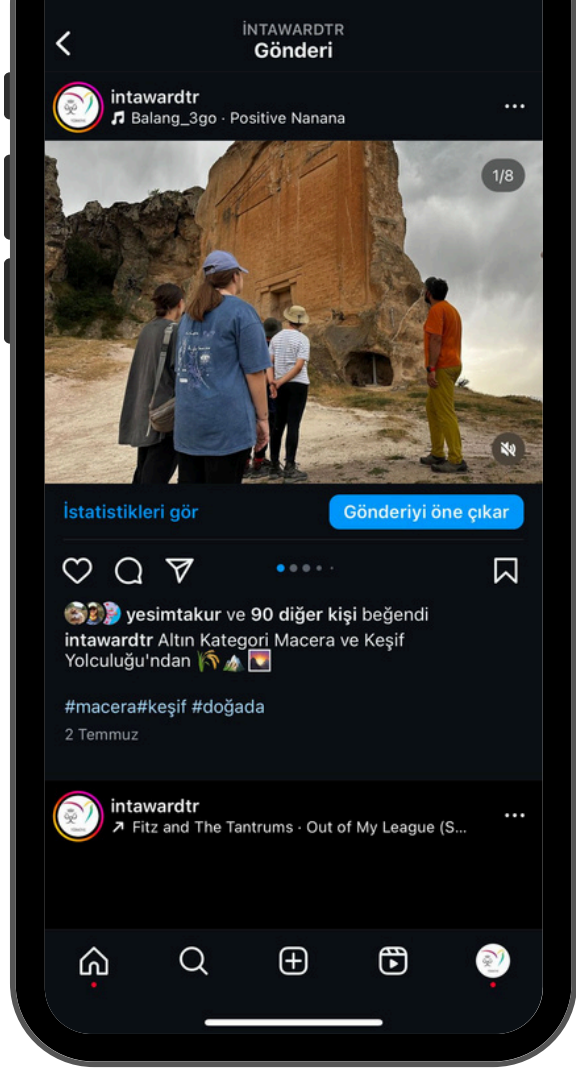 İNTAWARDTR
Gönderi
intawardtr
Balang_3go · Positive Nanana
1/8
İstatistikleri gör
Gönderiyi öne çıkar
yesimtakur ve 90 diğer kişi beğendi
intawardtr Altın Kategori Macera ve Keşif
Yolculuğu'ndan
#macera#keşif #doğada
2 Temmuz
intawardtr
Fitz and The Tantrums · Out of My League (S...